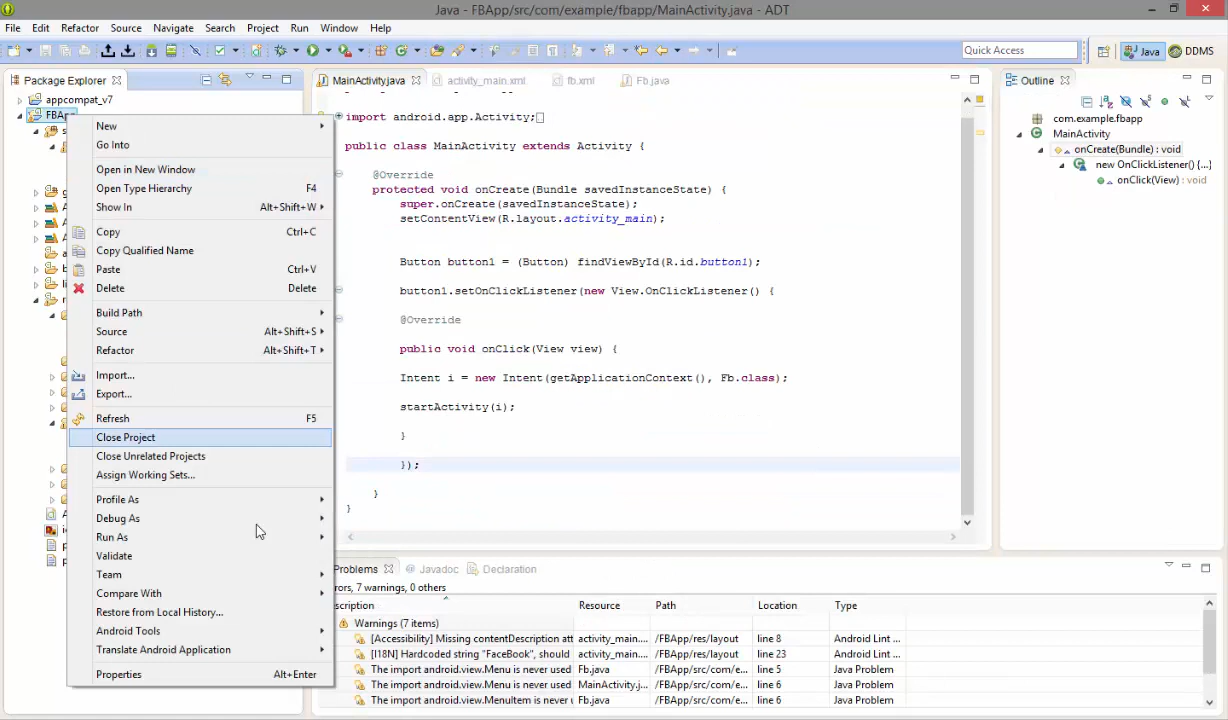 Java - FBApp/src/com/example/fbapp/MainActivity.java - ADT
File Edit Refactor Source Navigate Search Project Run Window Help
Quick Access
Java
DDMS
Package Explorer
MainActivity.java
activity_main.xml
fb.xml
Fb.java
Outline
appcompat_v7
FBApp
New
Go Into
Open in New Window
Open Type Hierarchy F4
Show In Alt+Shift+W
Copy Ctrl+C
Copy Qualified Name
Paste Ctrl+V
Delete Delete
Build Path
Source Alt+Shift+S
Refactor Alt+Shift+T
Import...
Export...
Refresh F5
Close Project
Close Unrelated Projects
Assign Working Sets...
Profile As
Debug As
Run As
Validate
Team
Compare With
Restore from Local History...
Android Tools
Translate Android Application
Properties Alt+Enter
import android.app.Activity;
public class MainActivity extends Activity {
@Override
protected void onCreate(Bundle savedInstanceState) {
super.onCreate(savedInstanceState);
setContentView(R.layout.activity_main);
Button button1 = (Button) findViewById(R.id.button1);
button1.setOnClickListener(new View.OnClickListener() {
@Override
public void onClick(View view) {
Intent i = new Intent(getApplicationContext(), Fb.class);
startActivity(i);
}
});
}
}
com.example.fbapp
MainActivity
onCreate(Bundle) : void
new OnClickListener() {...}
onClick(View) : void
Problems
@ Javadoc
Declaration
rors, 7 warnings, 0 others
scription Resource Path Location Type
Warnings (7 items)
[Accessibility] Missing contentDescription att activity_main.... /FBApp/res/layout line 8 Android Lint ...
[I18N] Hardcoded string "FaceBook", should activity_main.... /FBApp/res/layout line 23 Android Lint ...
The import android.view.Menu is never used Fb.java /FBApp/src/com/e... line 5 Java Problem
The import android.view.Menu is never used MainActivity.j... /FBApp/src/com/e... line 6 Java Problem
The import android.view.MenuItem is never u Fb.java /FBApp/src/com/e... line 6 Java Problem